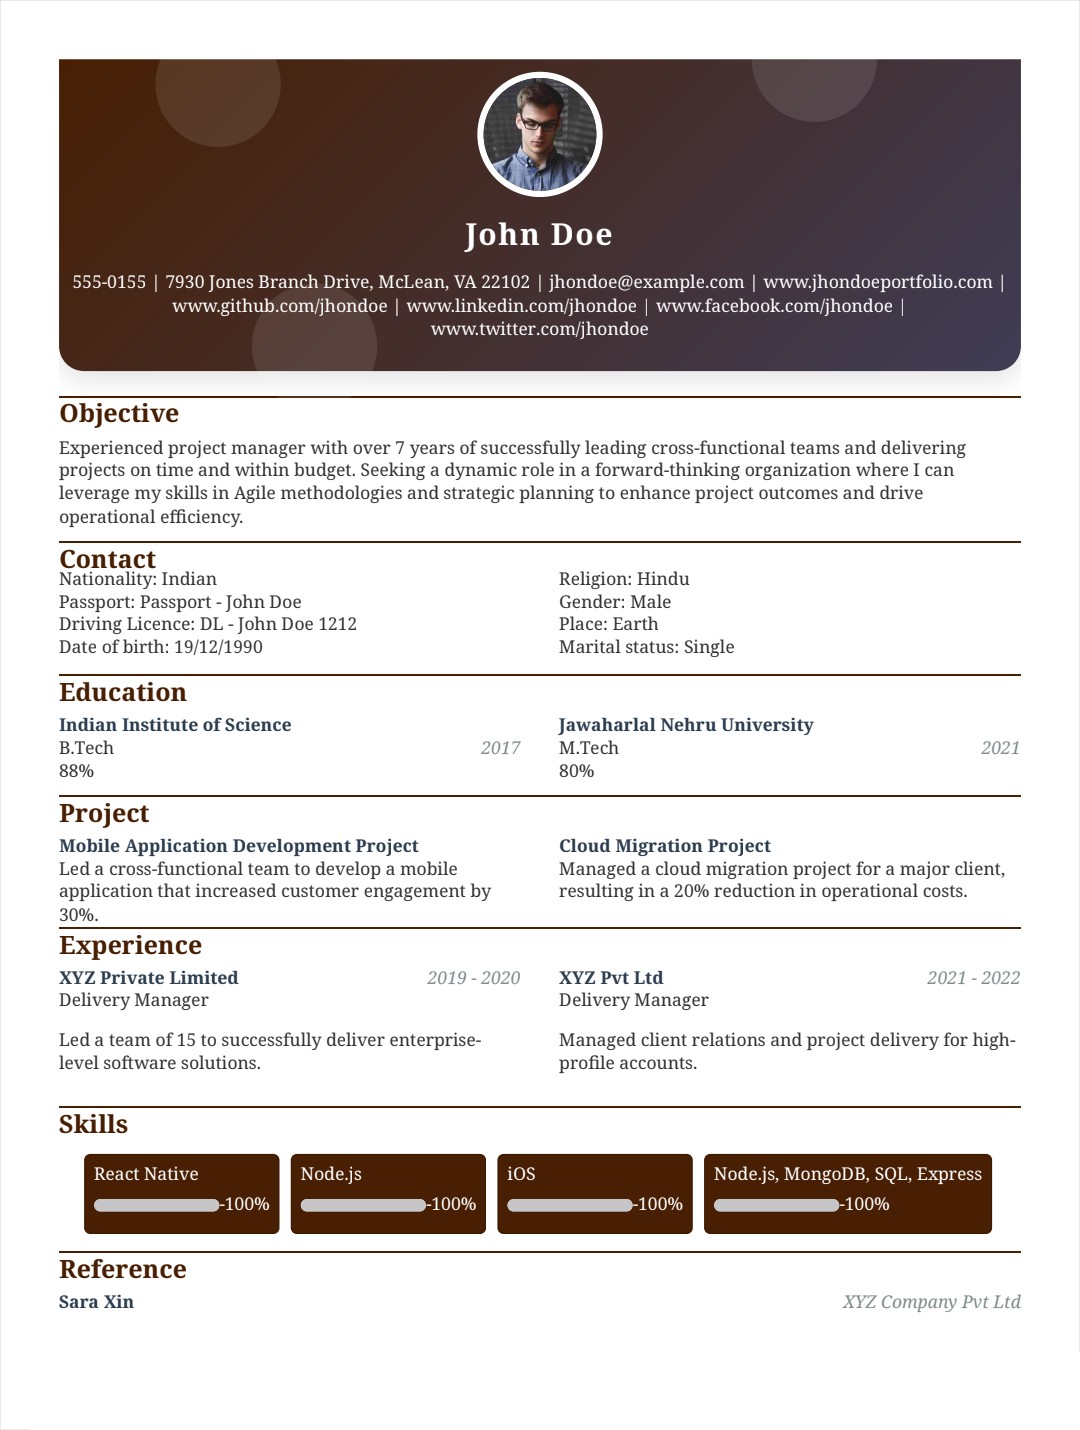 John Doe
555-0155 | 7930 Jones Branch Drive, McLean, VA 22102 | jhondoe@example.com | www.jhondoeportfolio.com |
www.github.com/jhondoe | www.linkedin.com/jhondoe | www.facebook.com/jhondoe |
www.twitter.com/jhondoe
Objective
Experienced project manager with over 7 years of successfully leading cross-functional teams and delivering
projects on time and within budget. Seeking a dynamic role in a forward-thinking organization where I can
leverage my skills in Agile methodologies and strategic planning to enhance project outcomes and drive
operational efficiency.
Contact
Nationality: Indian
Passport: Passport - John Doe
Driving Licence: DL - John Doe 1212
Date of birth: 19/12/1990
Religion: Hindu
Gender: Male
Place: Earth
Marital status: Single
Education
Indian Institute of Science
B.Tech 2017
88%
Jawaharlal Nehru University
M.Tech 2021
80%
Project
Mobile Application Development Project
Led a cross-functional team to develop a mobile
application that increased customer engagement by
30%.
Cloud Migration Project
Managed a cloud migration project for a major client,
resulting in a 20% reduction in operational costs.
Experience
XYZ Private Limited 2019 - 2020
Delivery Manager
Led a team of 15 to successfully deliver enterprise-
level software solutions.
XYZ Pvt Ltd 2021 - 2022
Delivery Manager
Managed client relations and project delivery for high-
profile accounts.
Skills
React Native
-100%
Node.js
-100%
iOS
-100%
Node.js, MongoDB, SQL, Express
-100%
Reference
Sara Xin XYZ Company Pvt Ltd